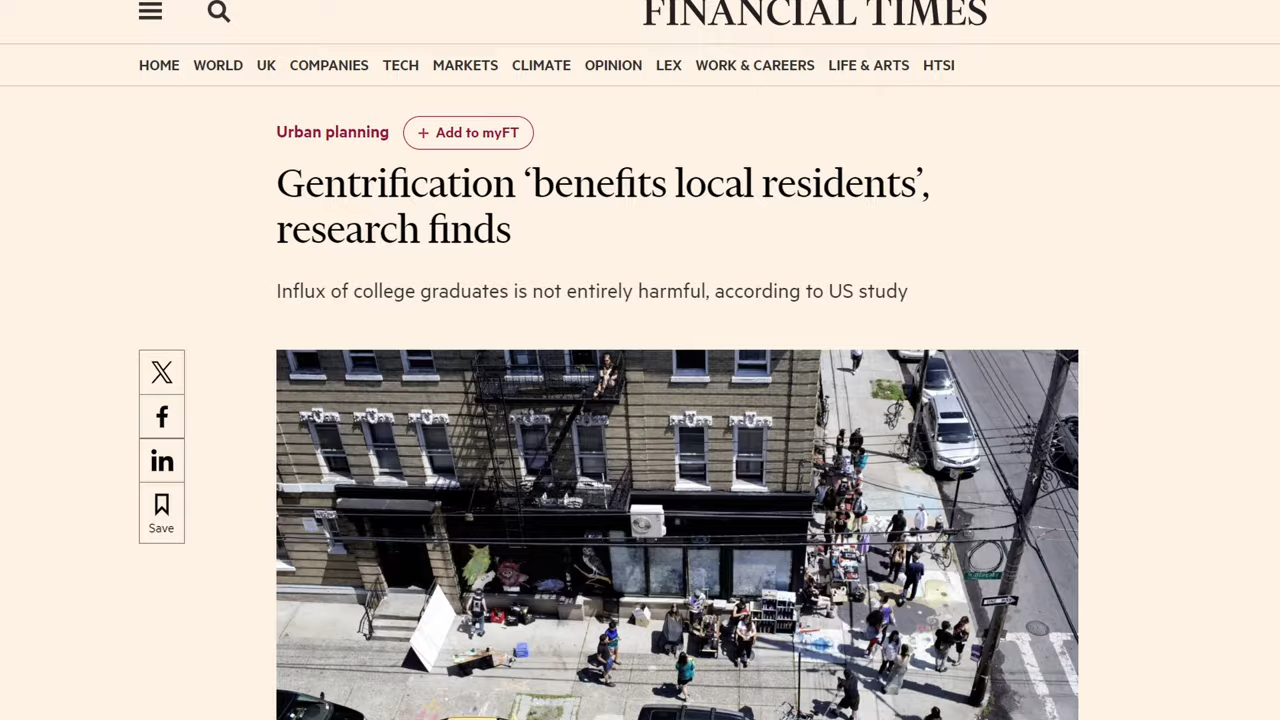 FINANCIAL TIMES
HOME WORLD UK COMPANIES TECH MARKETS CLIMATE OPINION LEX WORK & CAREERS LIFE & ARTS HTSI
Urban planning + Add to myFT
Gentrification ‘benefits local residents’,
research finds
Influx of college graduates is not entirely harmful, according to US study
X
f
in
Save